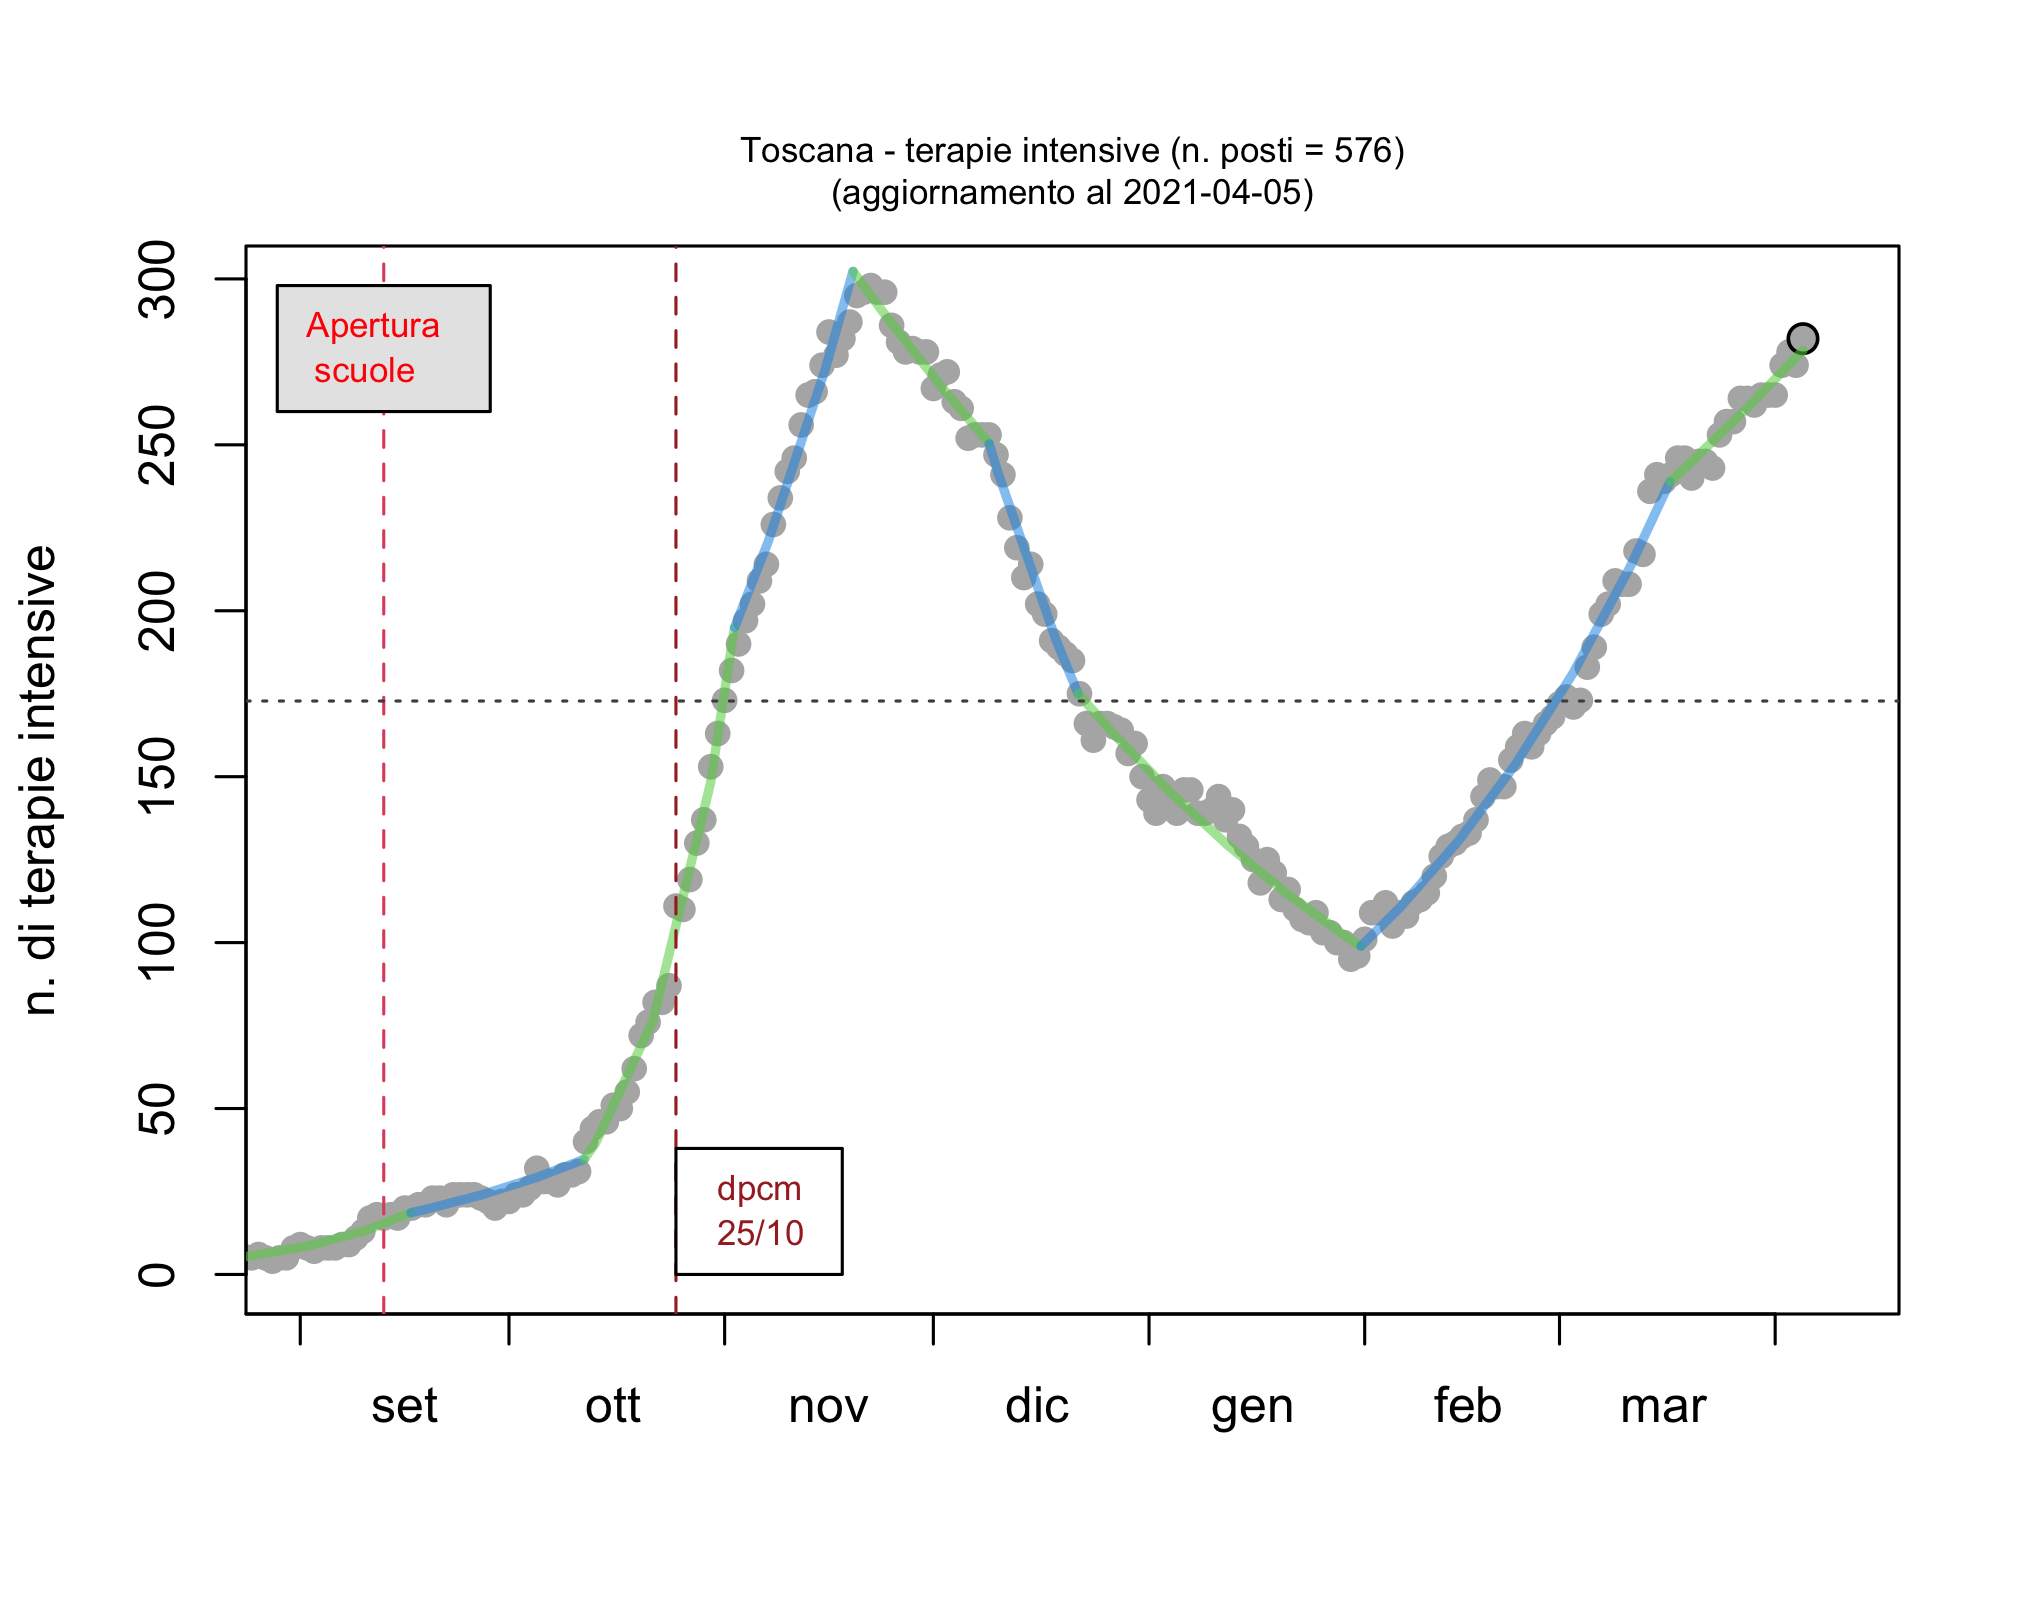 Toscana - terapie intensive (n. posti = 576)
(aggiornamento al 2021-04-05)
n. di terapie intensive
300
250
200
150
100
50
0
Apertura
scuole
dpcm
25/10
set ott nov dic gen feb mar